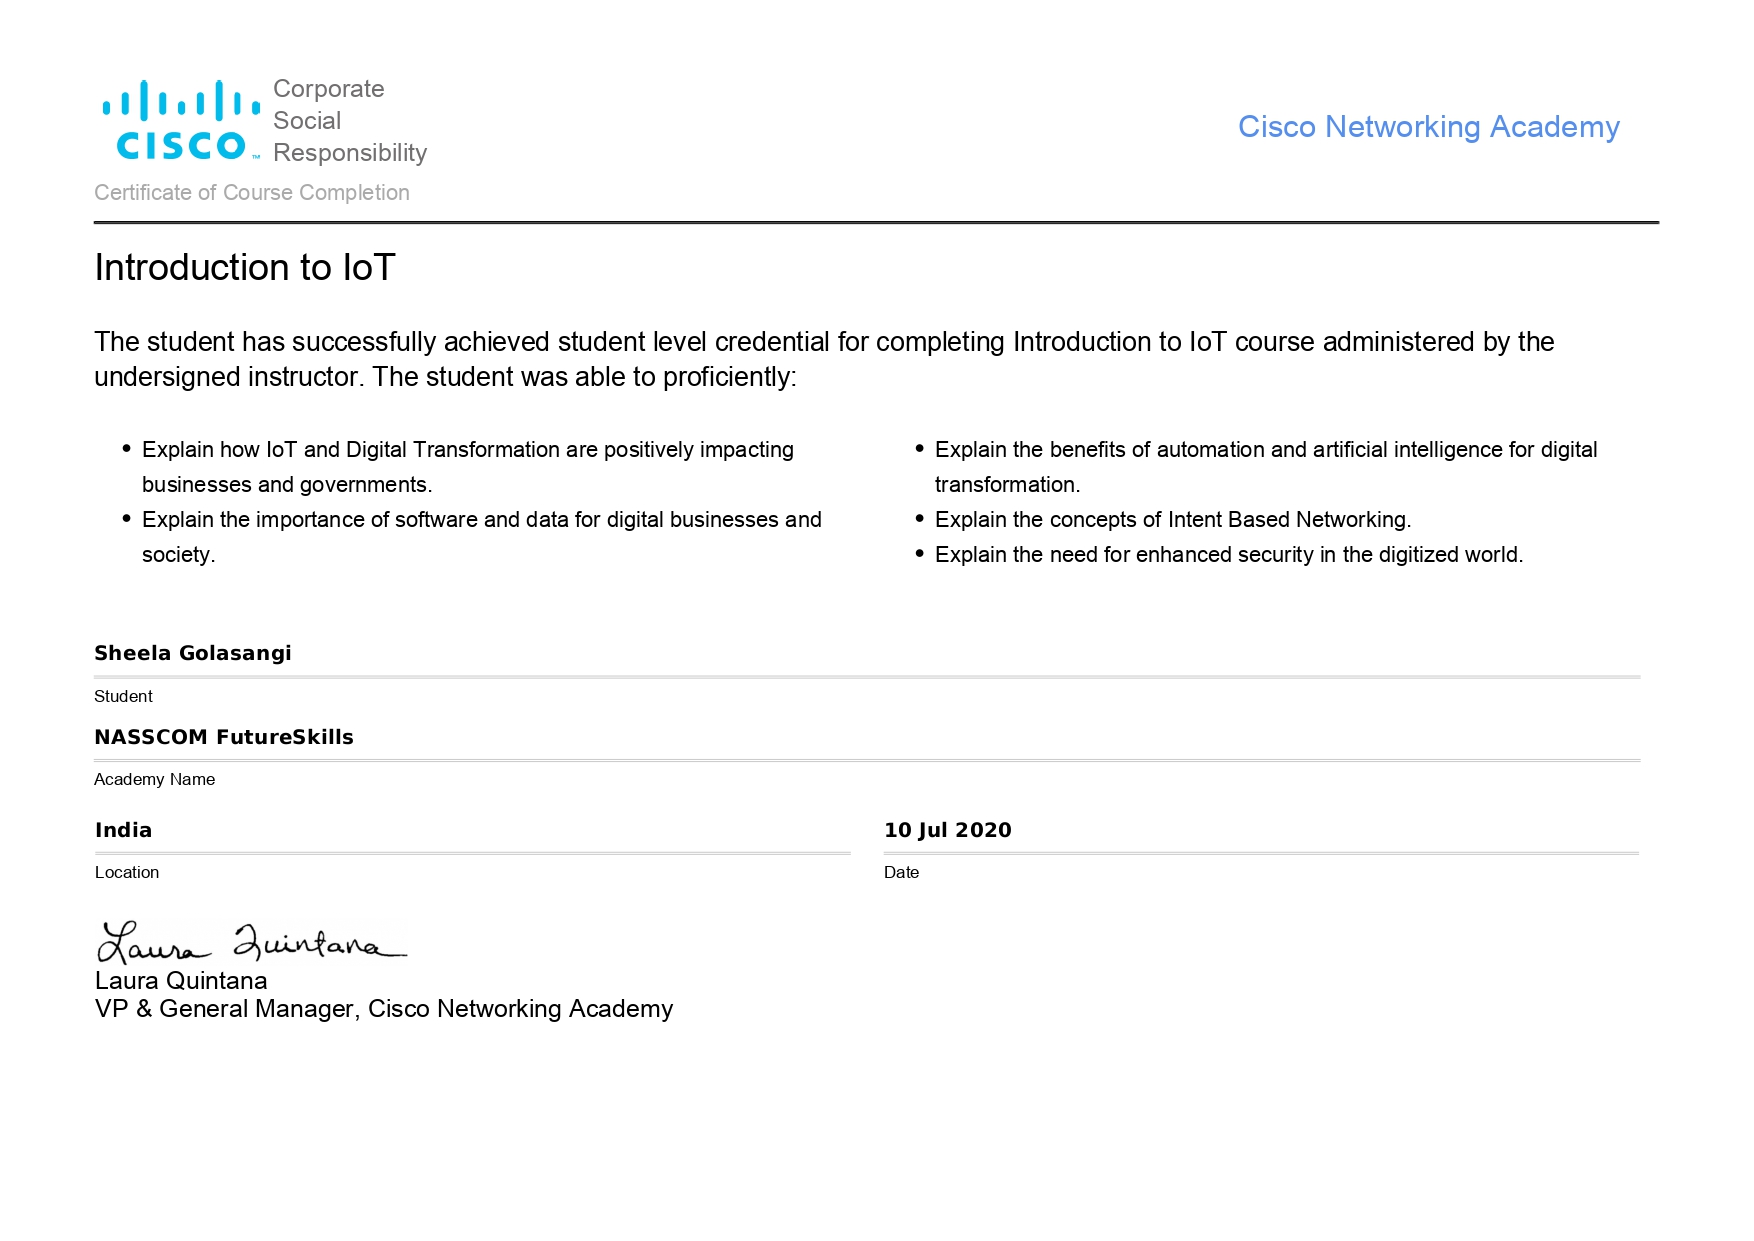 Corporate
Social
Responsibility
CISCO™
Cisco Networking Academy
Certificate of Course Completion
Introduction to IoT
The student has successfully achieved student level credential for completing Introduction to IoT course administered by the
undersigned instructor. The student was able to proficiently:
• Explain how IoT and Digital Transformation are positively impacting
businesses and governments.
• Explain the importance of software and data for digital businesses and
society.
• Explain the benefits of automation and artificial intelligence for digital
transformation.
• Explain the concepts of Intent Based Networking.
• Explain the need for enhanced security in the digitized world.
Sheela Golasangi
Student
NASSCOM FutureSkills
Academy Name
India
Location
10 Jul 2020
Date
Laura Quintana
Laura Quintana
VP & General Manager, Cisco Networking Academy